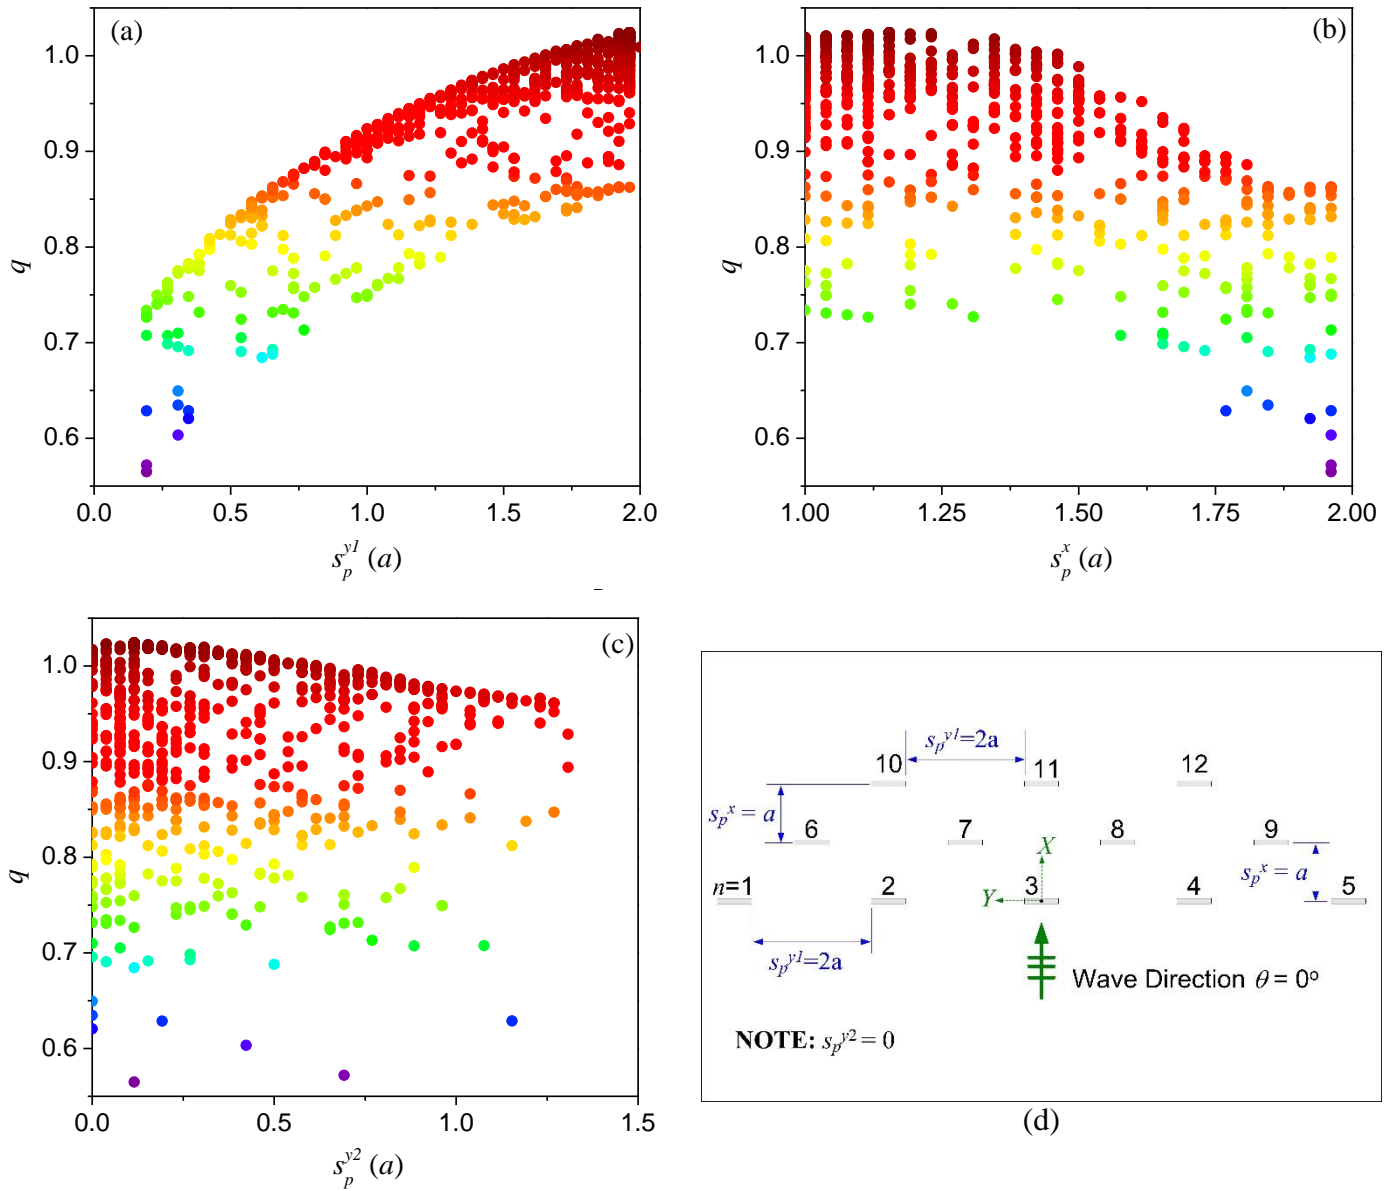 (a)
1.0
0.9
0.8
0.7
0.6
q
0.0 0.5 1.0 1.5 2.0
s_p^{y1} (a)
(b)
1.0
0.9
0.8
0.7
0.6
q
1.00 1.25 1.50 1.75 2.00
s_p^x (a)
(c)
1.0
0.9
0.8
0.7
0.6
q
0.0 0.5 1.0 1.5
s_p^{y2} (a)
s_p^{y1}=2a
10 11 12
s_p^x = a
6 7 8 9
X
s_p^x = a
n=1 2 3 4 5
Y
s_p^{y1}=2a
Wave Direction θ = 0°
NOTE: s_p^{y2} = 0
(d)